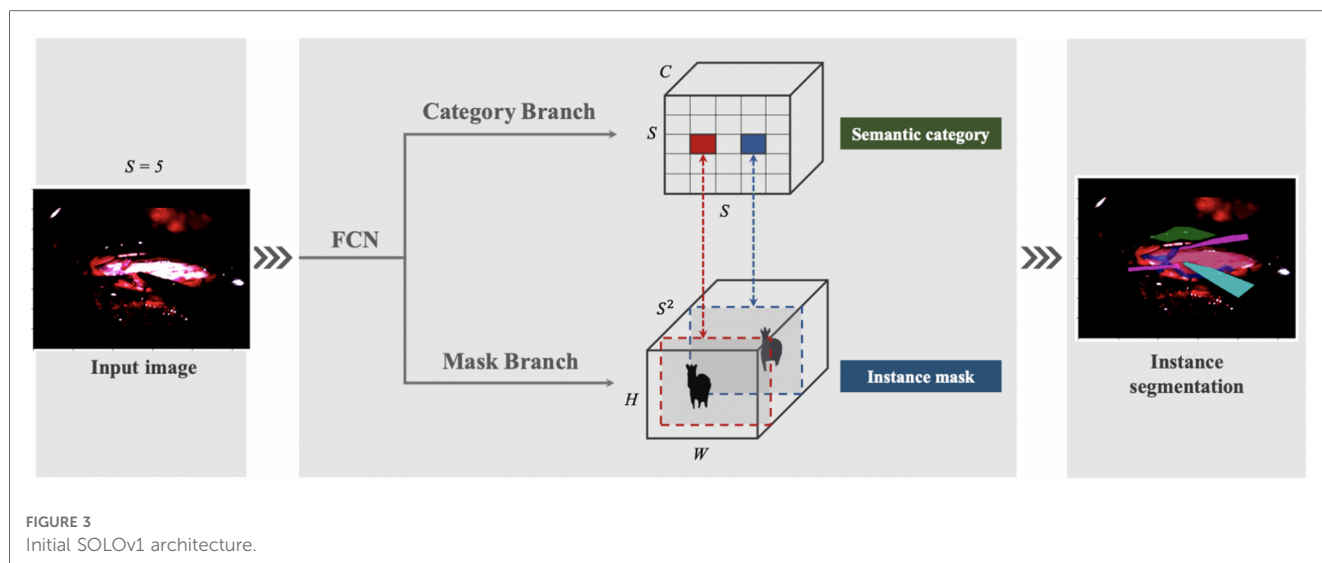 S = 5
Input image
FCN
Category Branch
Mask Branch
C
S
S
Semantic category
S²
H
W
Instance mask
Instance
segmentation
FIGURE 3
Initial SOLOv1 architecture.